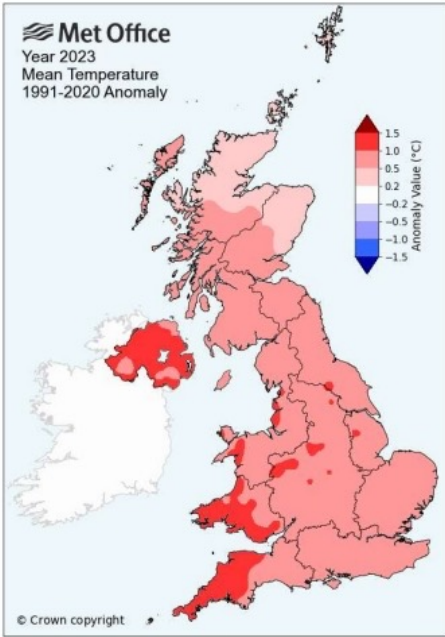 Met Office
Year 2023
Mean Temperature
1991-2020 Anomaly
1.5
1.0
0.5
0.2
−0.2
−0.5
−1.0
−1.5
Anomaly Value (°C)
© Crown copyright